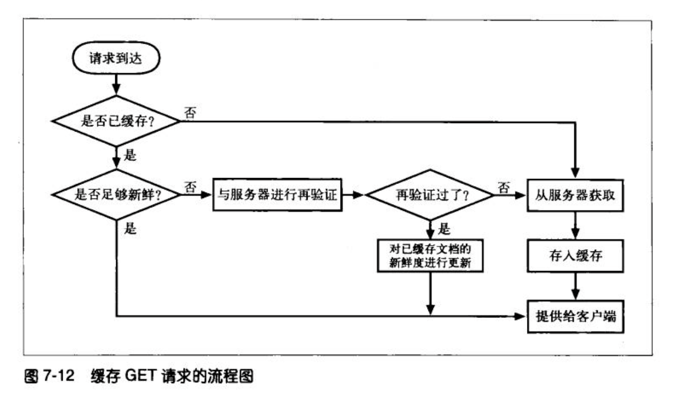 请求到达
是否已缓存?
否
是
是否足够新鲜?
否
与服务器进行再验证
再验证过了?
否
从服务器获取
是
是
对已缓存文档的
新鲜度进行更新
存入缓存
提供给客户端
图 7-12 缓存 GET 请求的流程图